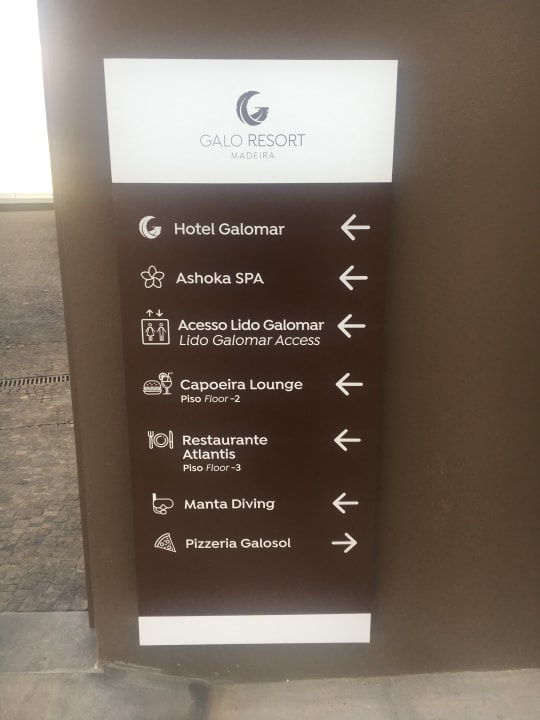 GALO RESORT
MADEIRA
Hotel Galomar
Ashoka SPA
Acesso Lido Galomar
Lido Galomar Access
Capoeira Lounge
Piso Floor -2
Restaurante
Atlantis
Piso Floor -3
Manta Diving
Pizzeria Galosol